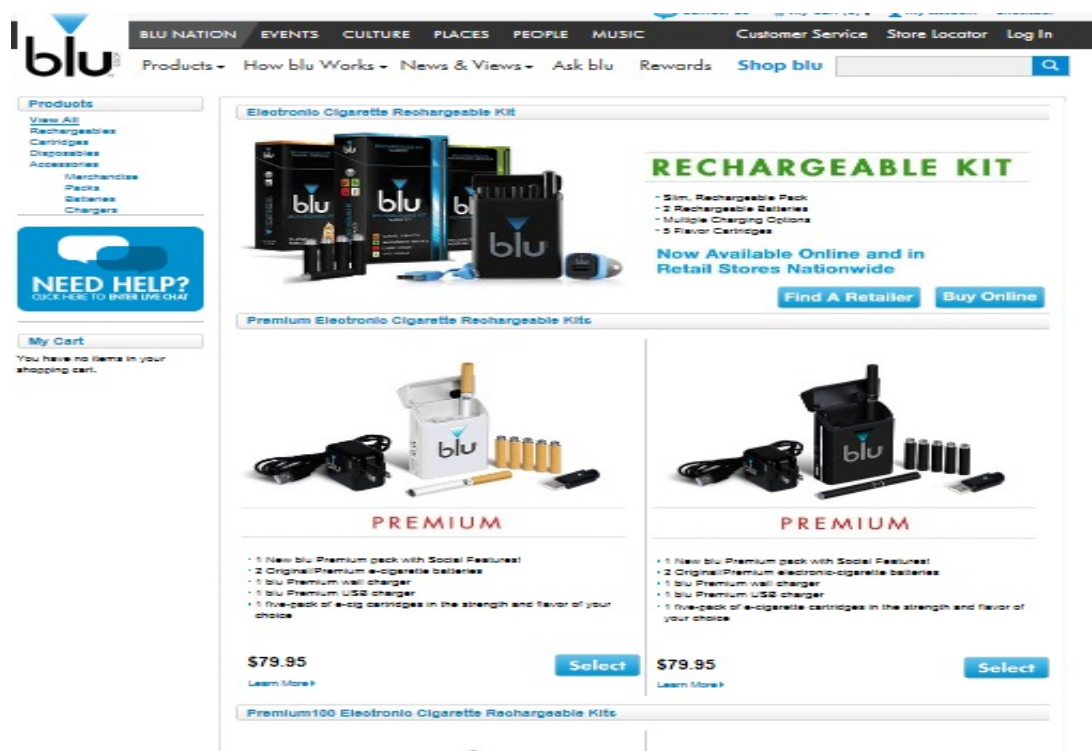 blu
BLU NATION EVENTS CULTURE PLACES PEOPLE MUSIC Customer Service Store Locator Log In
Products How blu Works News & Views Ask blu Rewards Shop blu
Products
View All
Rechargeables
Cartridges
Disposables
Accessories
Merchandise
Packs
Batteries
Chargers
NEED HELP?
CLICK HERE TO ENTER LIVE CHAT
My Cart
You have no items in your
shopping cart.
Electronic Cigarette Rechargeable Kit
blu
blu
blu
RECHARGEABLE KIT
• Slim, Rechargeable Pack
• 2 Rechargeable Batteries
• Multiple Charging Options
• 5 Flavor Cartridges
Now Available Online and in
Retail Stores Nationwide
Find A Retailer Buy Online
Premium Electronic Cigarette Rechargeable Kits
blu
PREMIUM
• 1 New blu Premium pack with Social Features!
• 2 Original/Premium e-cigarette batteries
• 1 blu Premium wall charger
• 1 blu Premium USB charger
• 1 five-pack of e-cig cartridges in the strength and flavor of your
choice
$79.95
Select
Learn More
blu
PREMIUM
• 1 New blu Premium pack with Social Features!
• 2 Original/Premium electronic-cigarette batteries
• 1 blu Premium wall charger
• 1 blu Premium USB charger
• 1 five-pack of e-cigarette cartridges in the strength and flavor of
your choice
$79.95
Select
Learn More
Premium100 Electronic Cigarette Rechargeable Kits